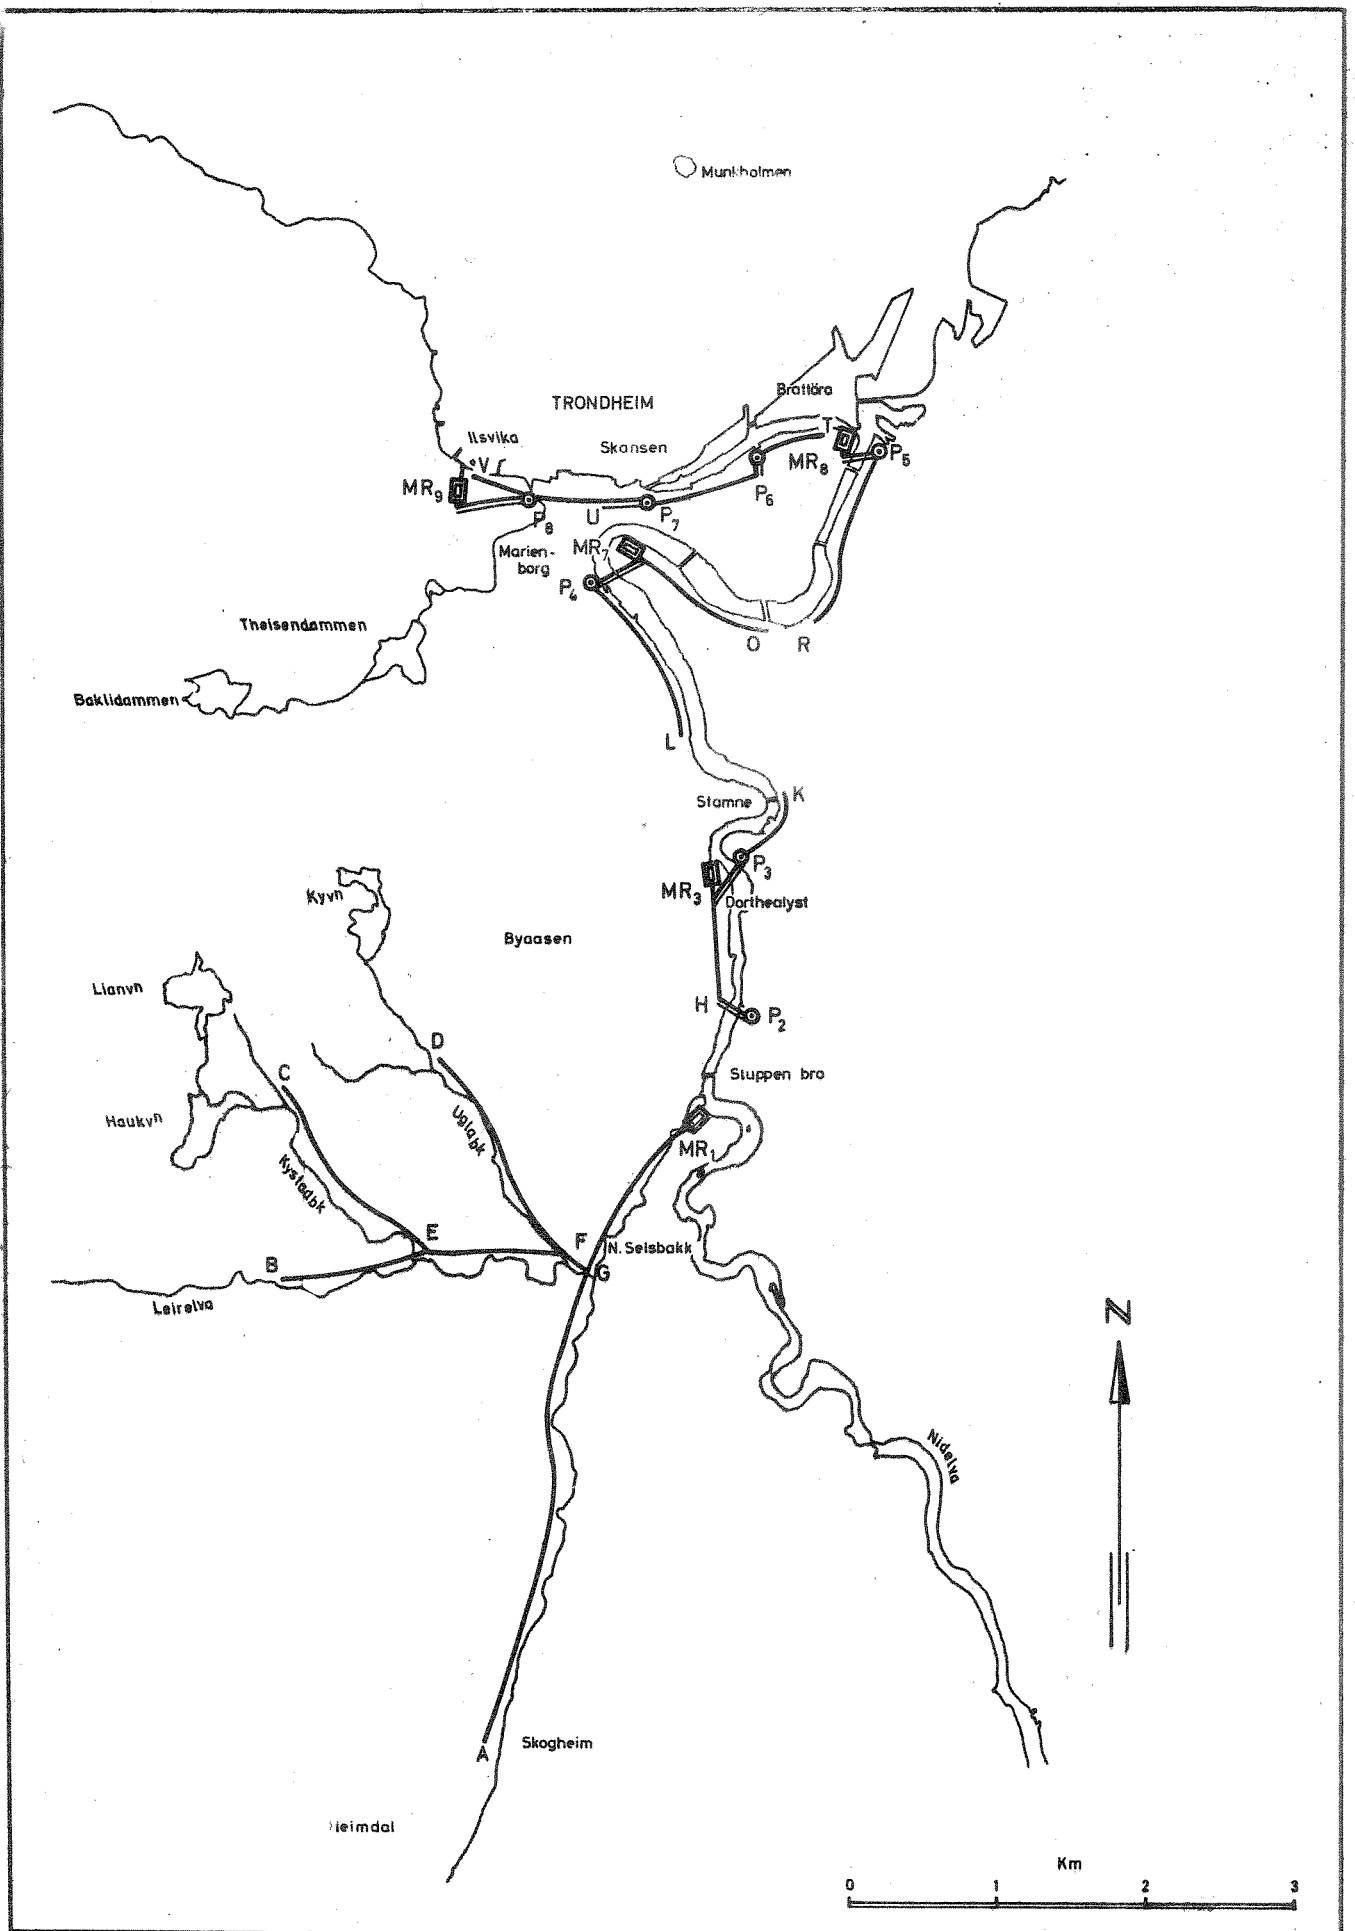 Munkholmen
Brattöra
TRONDHEIM
Ilsvika
Skansen
T
V
MR8
P5
MR9
P6
P8
U
P7
Marien-
borg
MR7
P4
Theisendammen
O
R
Baklidammen
L
K
Stamne
P3
MR3
Dorthealyst
Kyvn
Byaasen
Lianvn
H
P2
D
C
Sluppen bro
Haukvn
Uglabk
MR1
Kystadbk
E
F
N. Selsbakk
B
G
Leirelva
N
Nidelva
A
Skogheim
Heimdal
Km
0 1 2 3